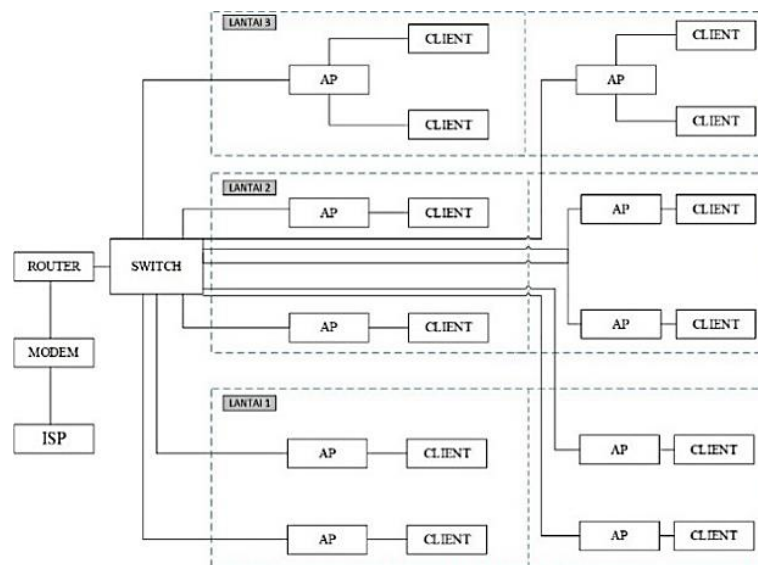 LANTAI 3
CLIENT
CLIENT
AP
AP
CLIENT
CLIENT
LANTAI 2
AP
CLIENT
AP
CLIENT
ROUTER
SWITCH
AP
CLIENT
AP
CLIENT
MODEM
LANTAI 1
ISP
AP
CLIENT
AP
CLIENT
AP
CLIENT
AP
CLIENT